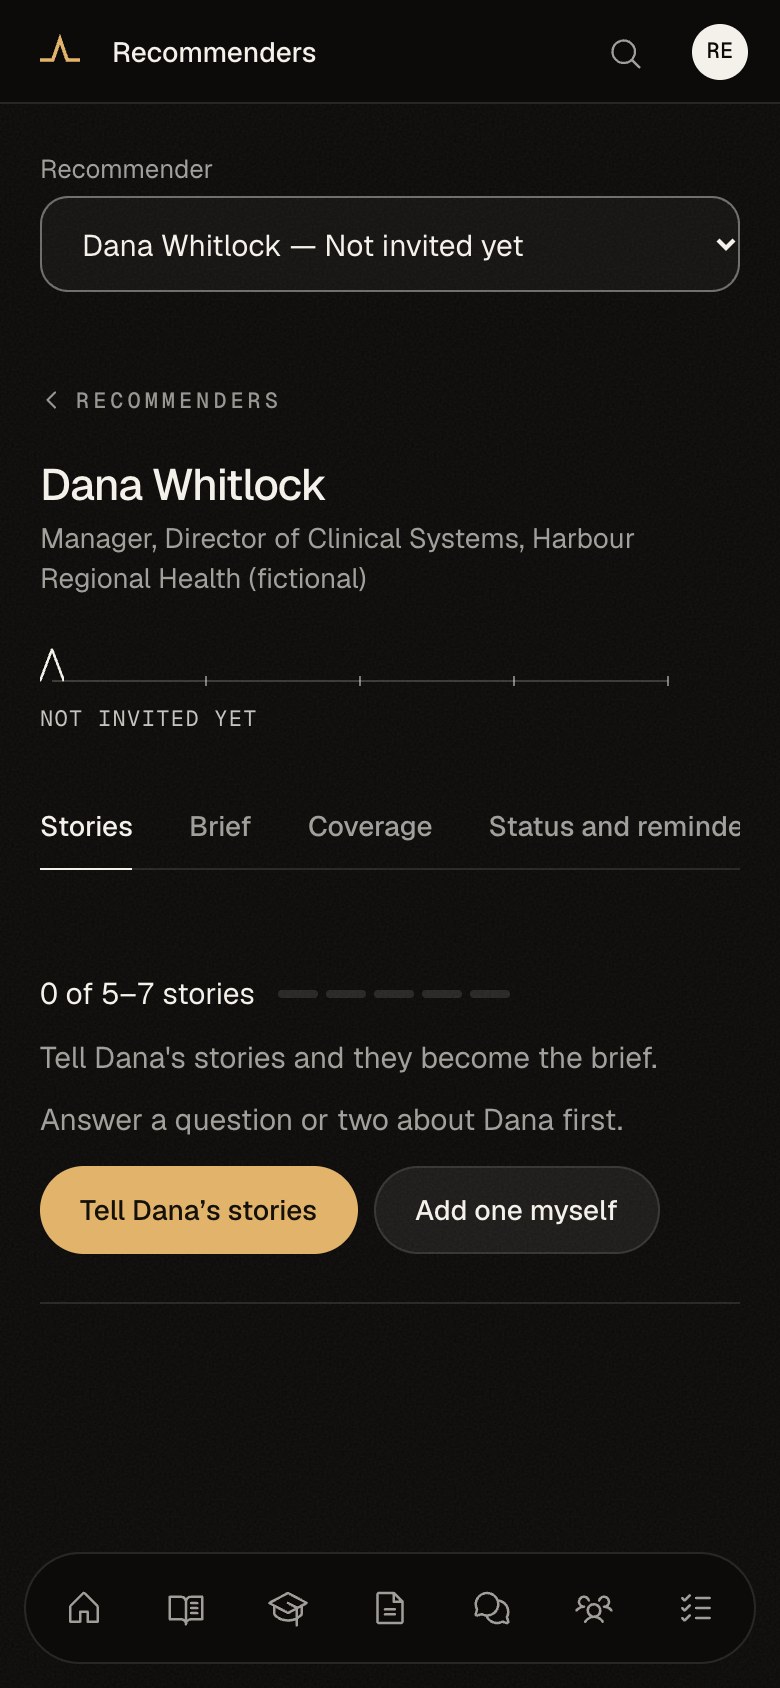 Recommenders
RE
Recommender
Dana Whitlock — Not invited yet
RECOMMENDERS
Dana Whitlock
Manager, Director of Clinical Systems, Harbour
Regional Health (fictional)
NOT INVITED YET
Stories Brief Coverage Status and reminde
0 of 5–7 stories
Tell Dana's stories and they become the brief.
Answer a question or two about Dana first.
Tell Dana’s stories Add one myself